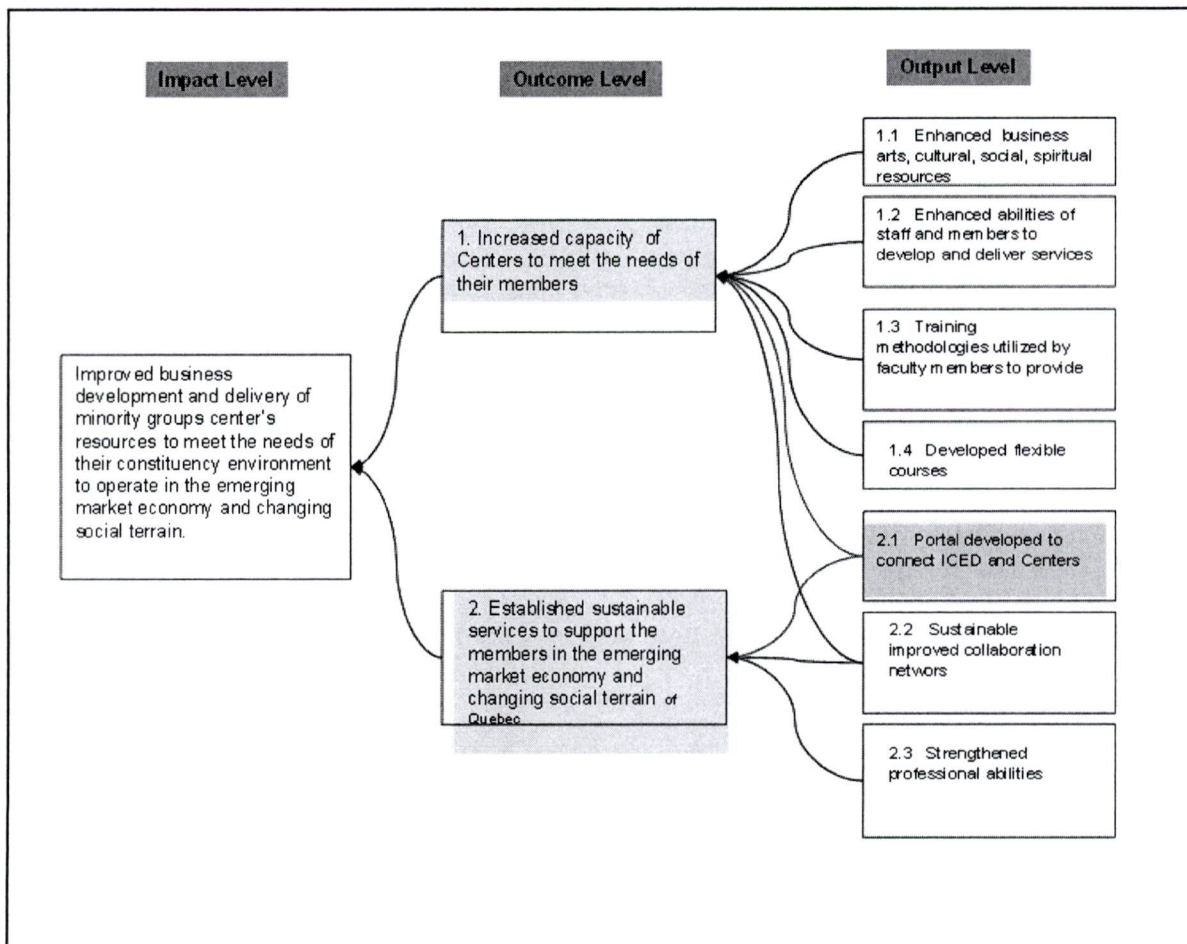 Impact Level
Outcome Level
Output Level
1.1 Enhanced business
arts, cultural, social, spiritual
resources
1.2 Enhanced abilities of
staff and members to
develop and deliver services
1. Increased capacity of
Centers to meet the needs of
their members
1.3 Training
methodologies utilized by
faculty members to provide
Improved business
development and delivery of
minority groups center's
resources to meet the needs of
their constituency environment
to operate in the emerging
market economy and changing
social terrain.
1.4 Developed flexible
courses
2.1 Portal developed to
connect ICED and Centers
2. Established sustainable
services to support the
members in the emerging
market economy and
changing social terrain of
Quebec
2.2 Sustainable
improved collaboration
networs
2.3 Strengthened
professional abilities